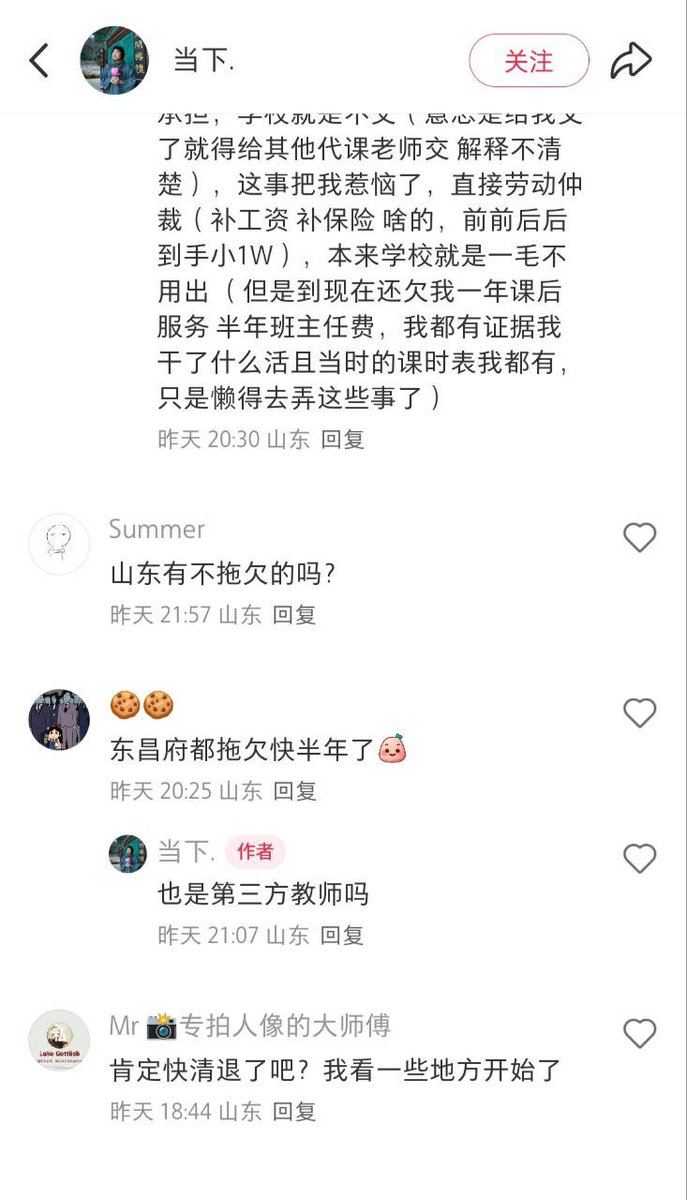 当下.
关注
承担，学校就是不交（意思是给我交
了就得给其他代课老师交 解释不清
楚），这事把我惹恼了，直接劳动仲
裁（补工资 补保险 啥的，前前后后
到手小1W），本来学校就是一毛不
用出（但是到现在还欠我一年课后
服务 半年班主任费，我都有证据我
干了什么活且当时的课时表我都有，
只是懒得去弄这些事了）
昨天 20:30 山东 回复
Summer
山东有不拖欠的吗？
昨天 21:57 山东 回复
🍪🍪
东昌府都拖欠快半年了
昨天 20:25 山东 回复
当下. 作者
也是第三方教师吗
昨天 21:07 山东 回复
Mr 📸专拍人像的大师傅
肯定快清退了吧？我看一些地方开始了
昨天 18:44 山东 回复
Luke Gottlieb